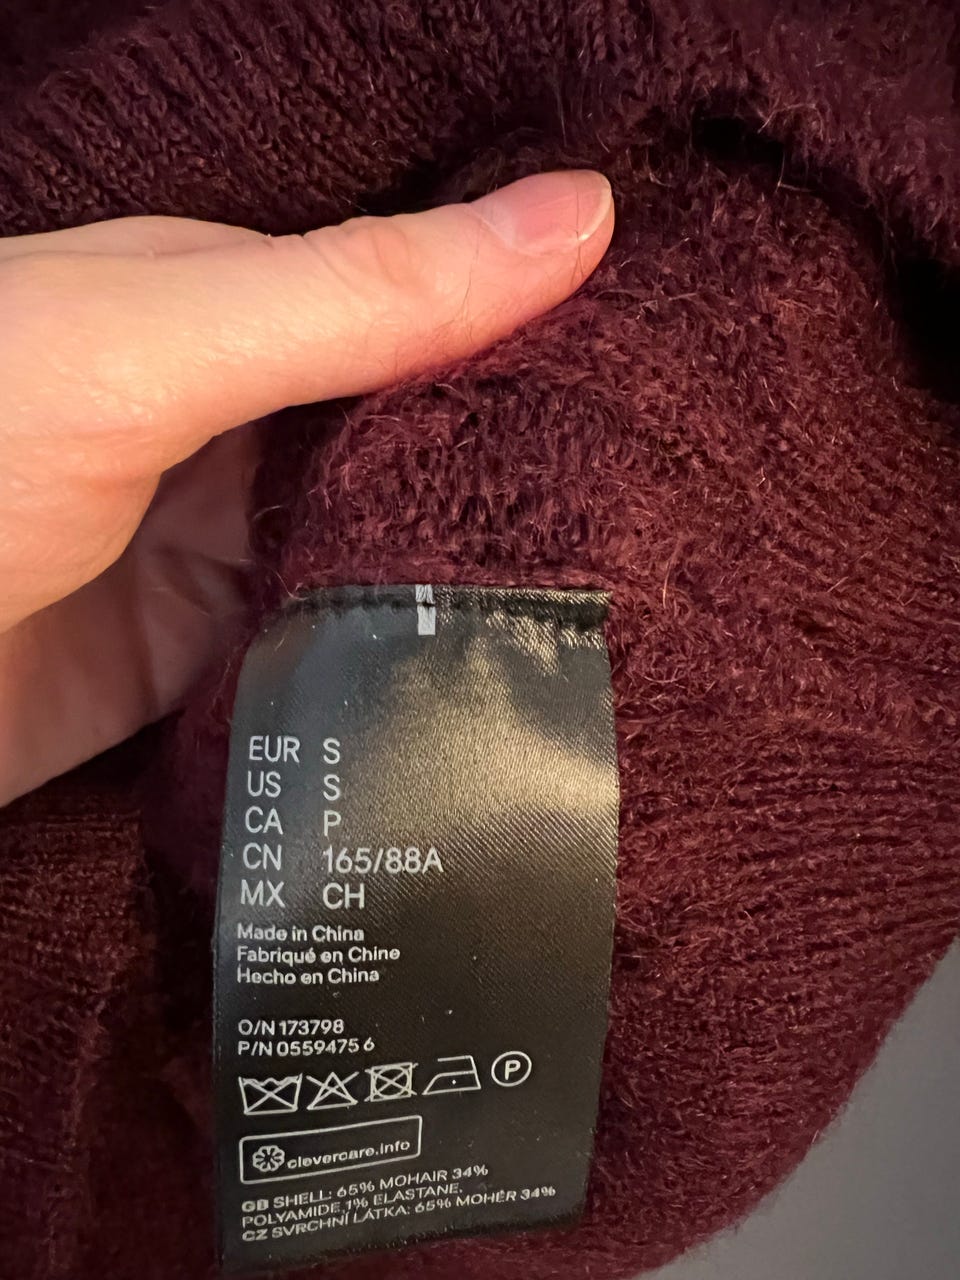 EUR S
US S
CA P
CN 165/88A
MX CH
Made in China
Fabriqué en Chine
Hecho en China
O/N 173798
P/N 0559475 6
P
clevercare.info
GB SHELL: 65% MOHAIR 34%
POLYAMIDE 1% ELASTANE.
CZ SVRCHNÍ LÁTKA: 65% MOHÉR 34%